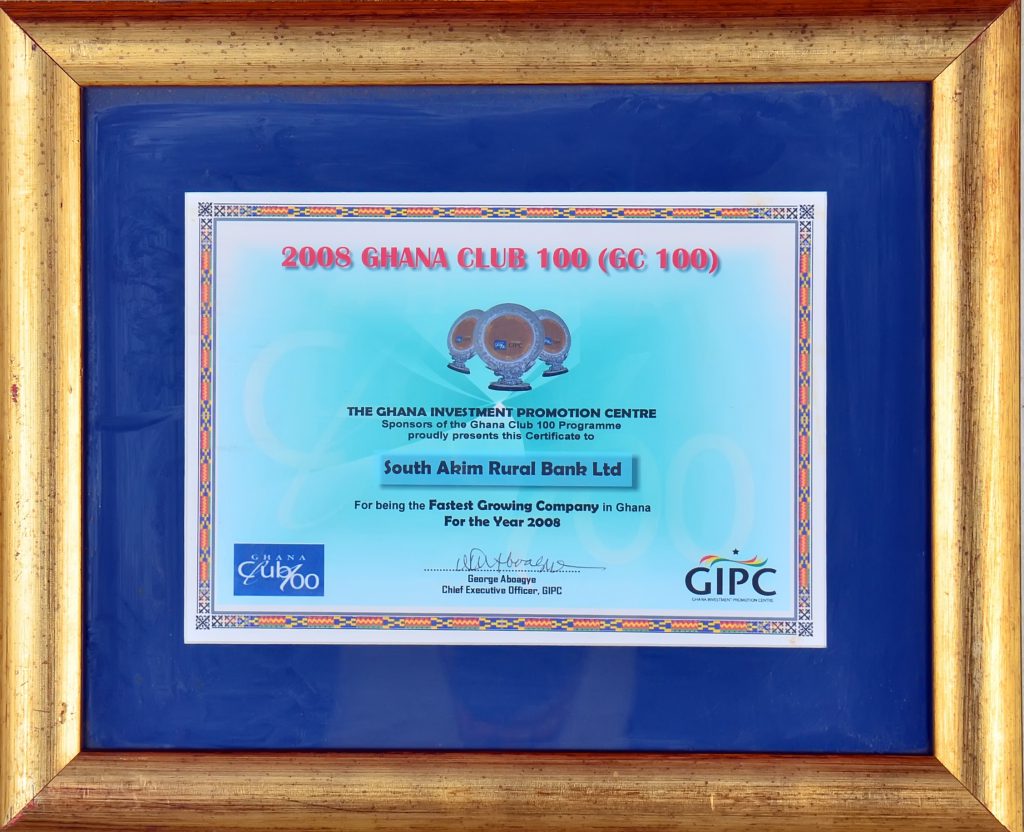 2008 GHANA CLUB 100 (GC 100)
GIPC
THE GHANA INVESTMENT PROMOTION CENTRE
Sponsors of the Ghana Club 100 Programme
proudly presents this Certificate to
South Akim Rural Bank Ltd
For being the Fastest Growing Company in Ghana
For the Year 2008
George Aboagye
Chief Executive Officer, GIPC
GHANA
Club 100
GIPC
GHANA INVESTMENT PROMOTION CENTRE